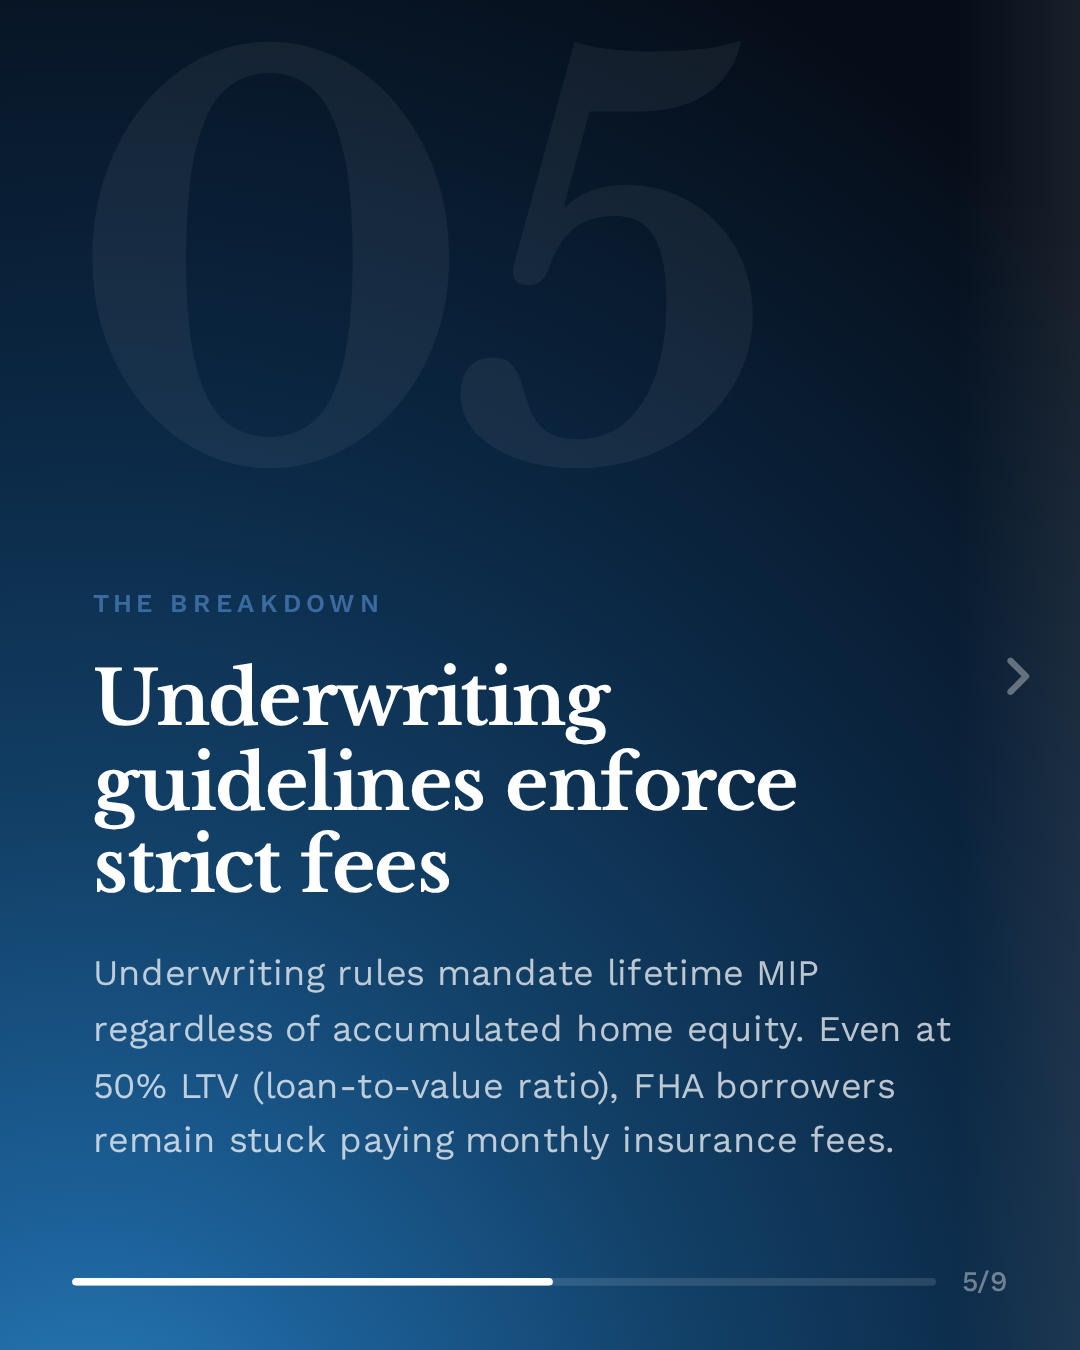 05
THE BREAKDOWN
Underwriting
guidelines enforce
strict fees
Underwriting rules mandate lifetime MIP
regardless of accumulated home equity. Even at
50% LTV (loan-to-value ratio), FHA borrowers
remain stuck paying monthly insurance fees.
5/9